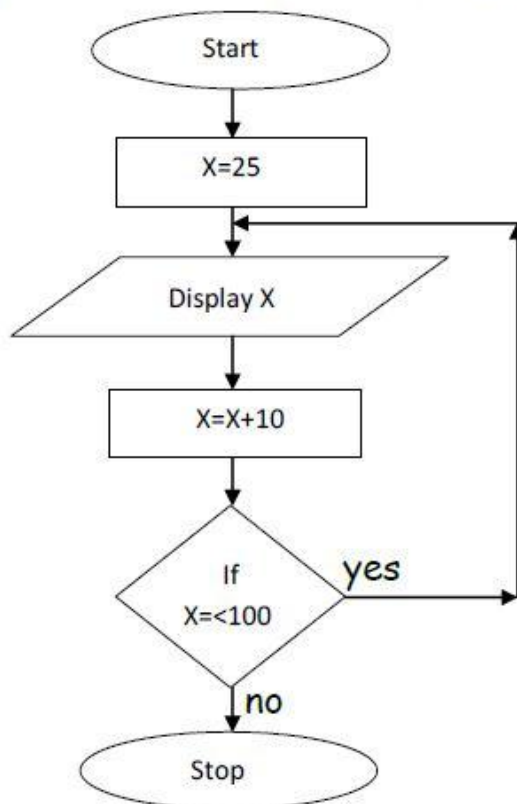 Start
X=25
Display X
X=X+10
If
X=<100
yes
no
Stop